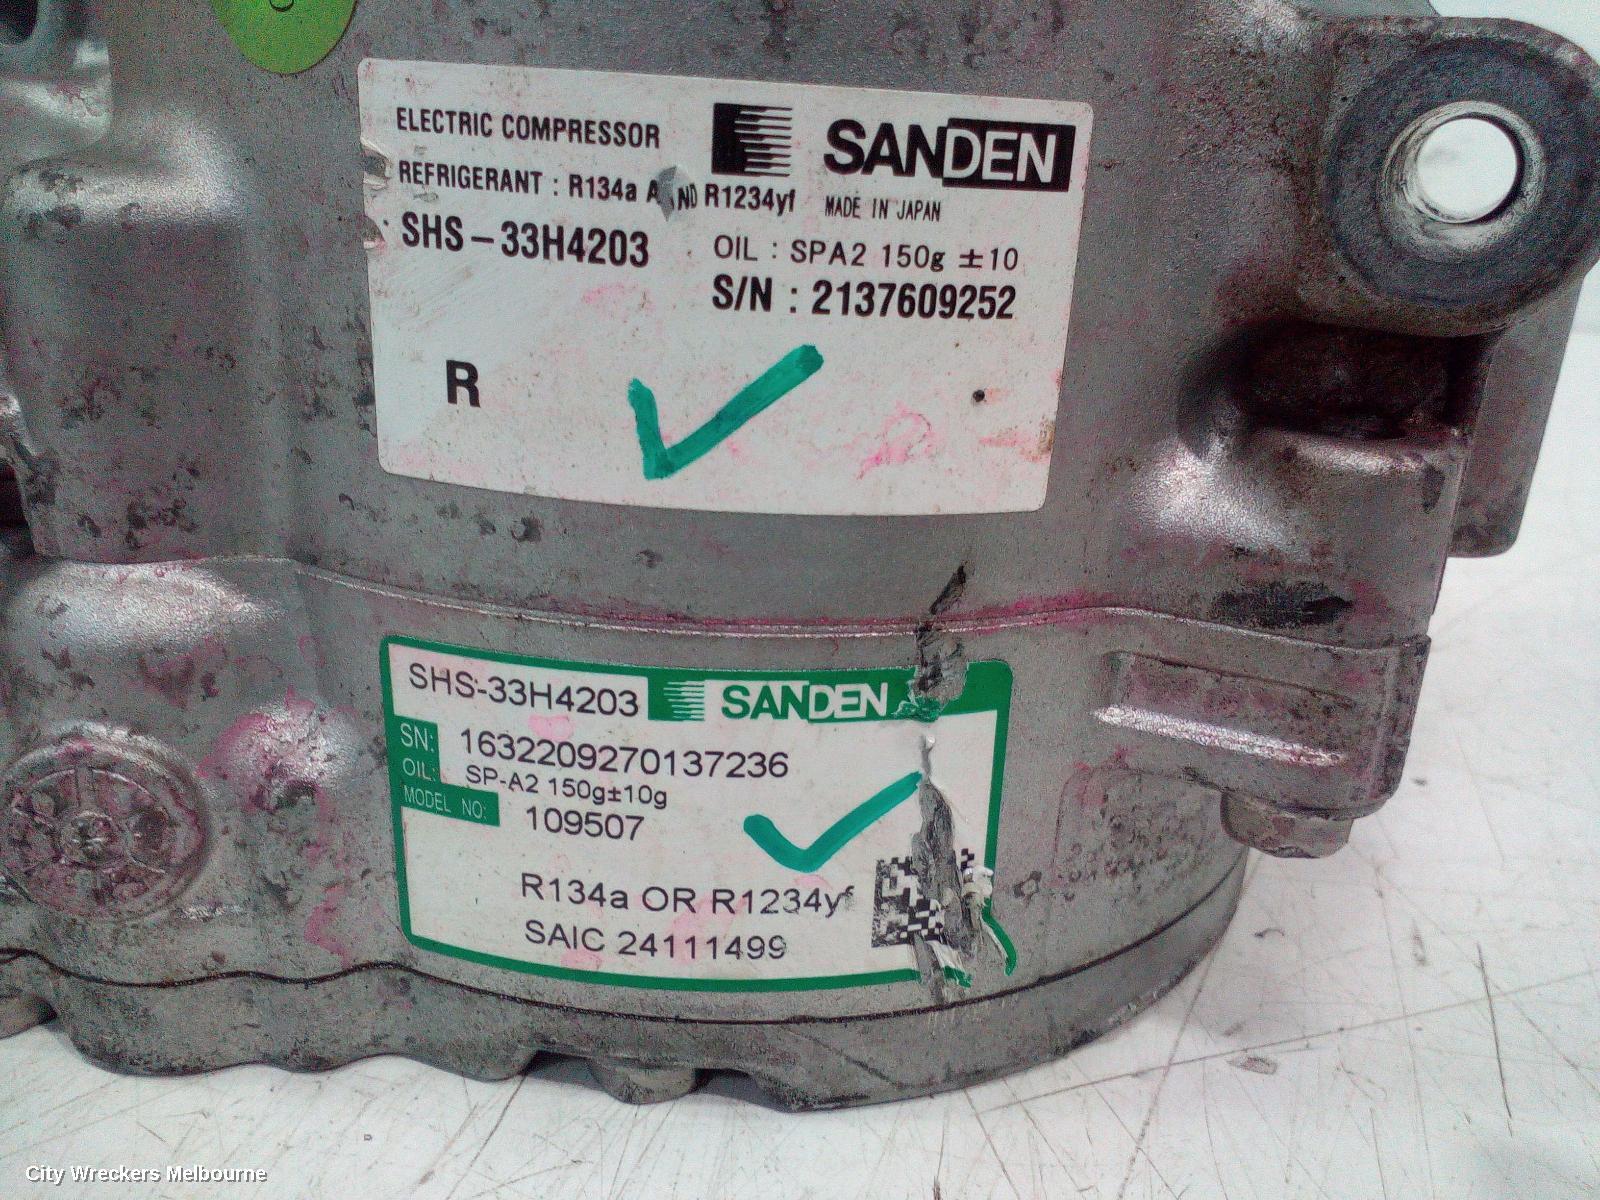 ELECTRIC COMPRESSOR
SANDEN
REFRIGERANT : R134a AND R1234yf
MADE IN JAPAN
SHS-33H4203
OIL : SPA2 150g ±10
S/N : 2137609252
R
SHS-33H4203
SANDEN
SN: 1632209270137236
OIL: SP-A2 150g±10g
MODEL NO: 109507
R134a OR R1234yf
SAIC 24111499
City Wreckers Melbourne